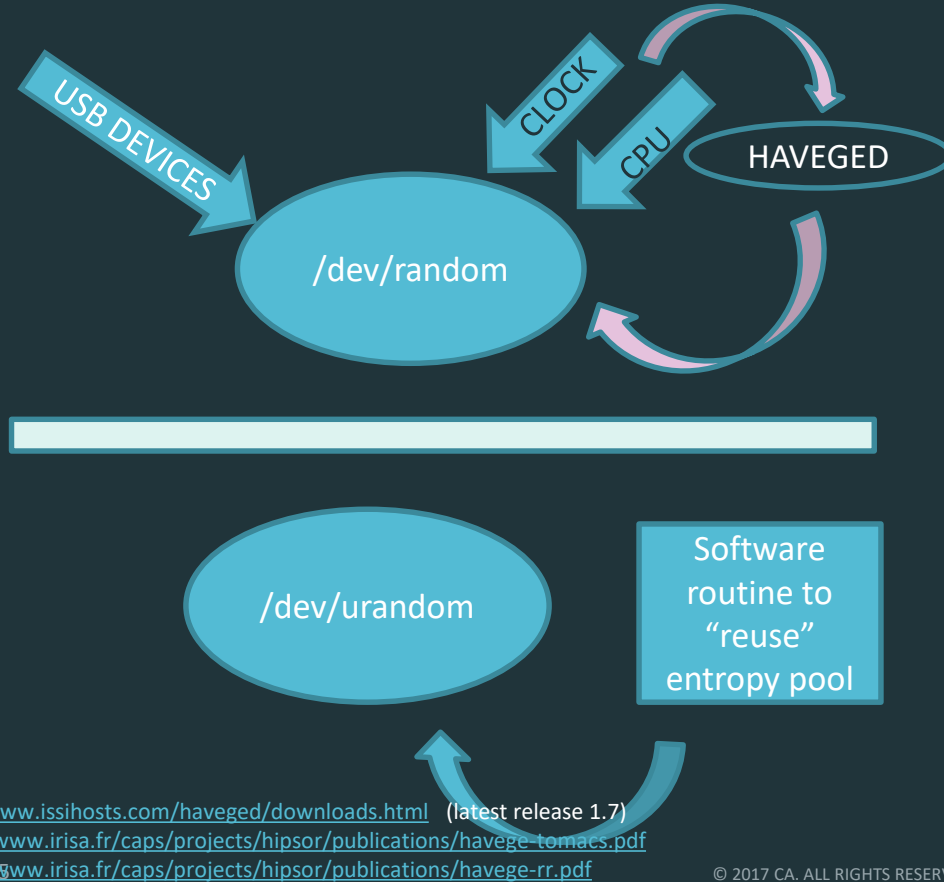 USB DEVICES
CLOCK
CPU
HAVEGED
/dev/random
/dev/urandom
Software
routine to
“reuse”
entropy pool
ww.issihosts.com/haveged/downloads.html (latest release 1.7)
www.irisa.fr/caps/projects/hipsor/publications/havege-tomacs.pdf
www.irisa.fr/caps/projects/hipsor/publications/havege-rr.pdf
© 2017 CA. ALL RIGHTS RESER